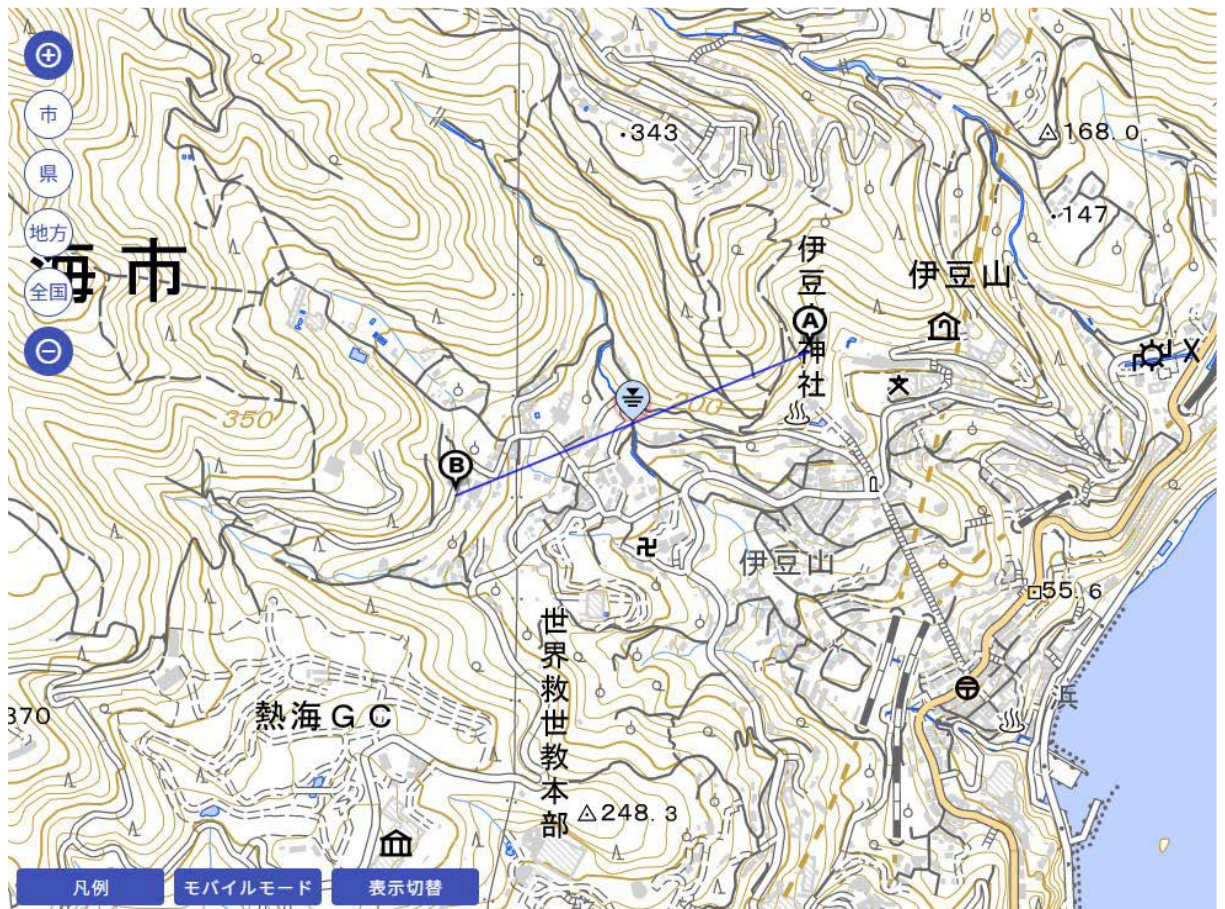 市
県
地方
全国
海市
・343
168.0
・147
伊豆山神社
伊豆山
A
350
B
伊豆山
55.6
世界救世教本部
浜
370
熱海GC
248.3
凡例
モバイルモード
表示切替